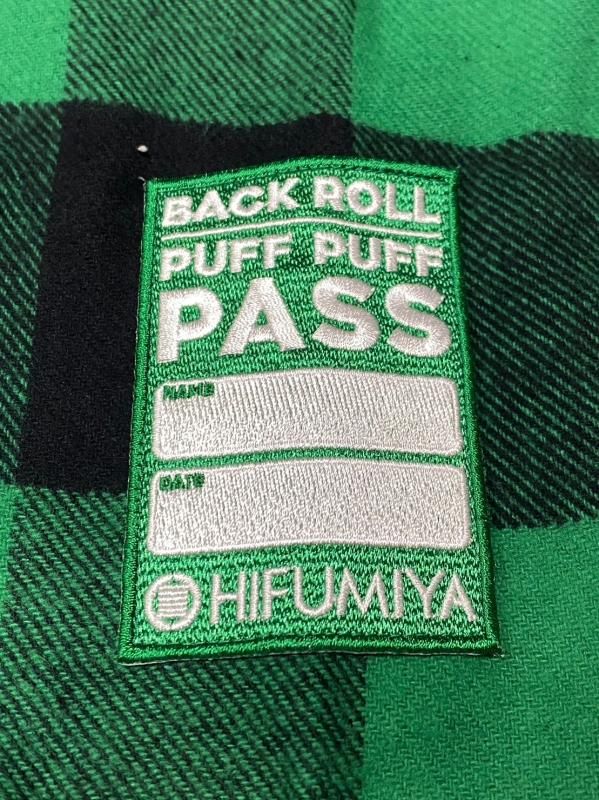 BACK ROLL
PUFF PUFF
PASS
NAME
DATE
HIFUMIYA